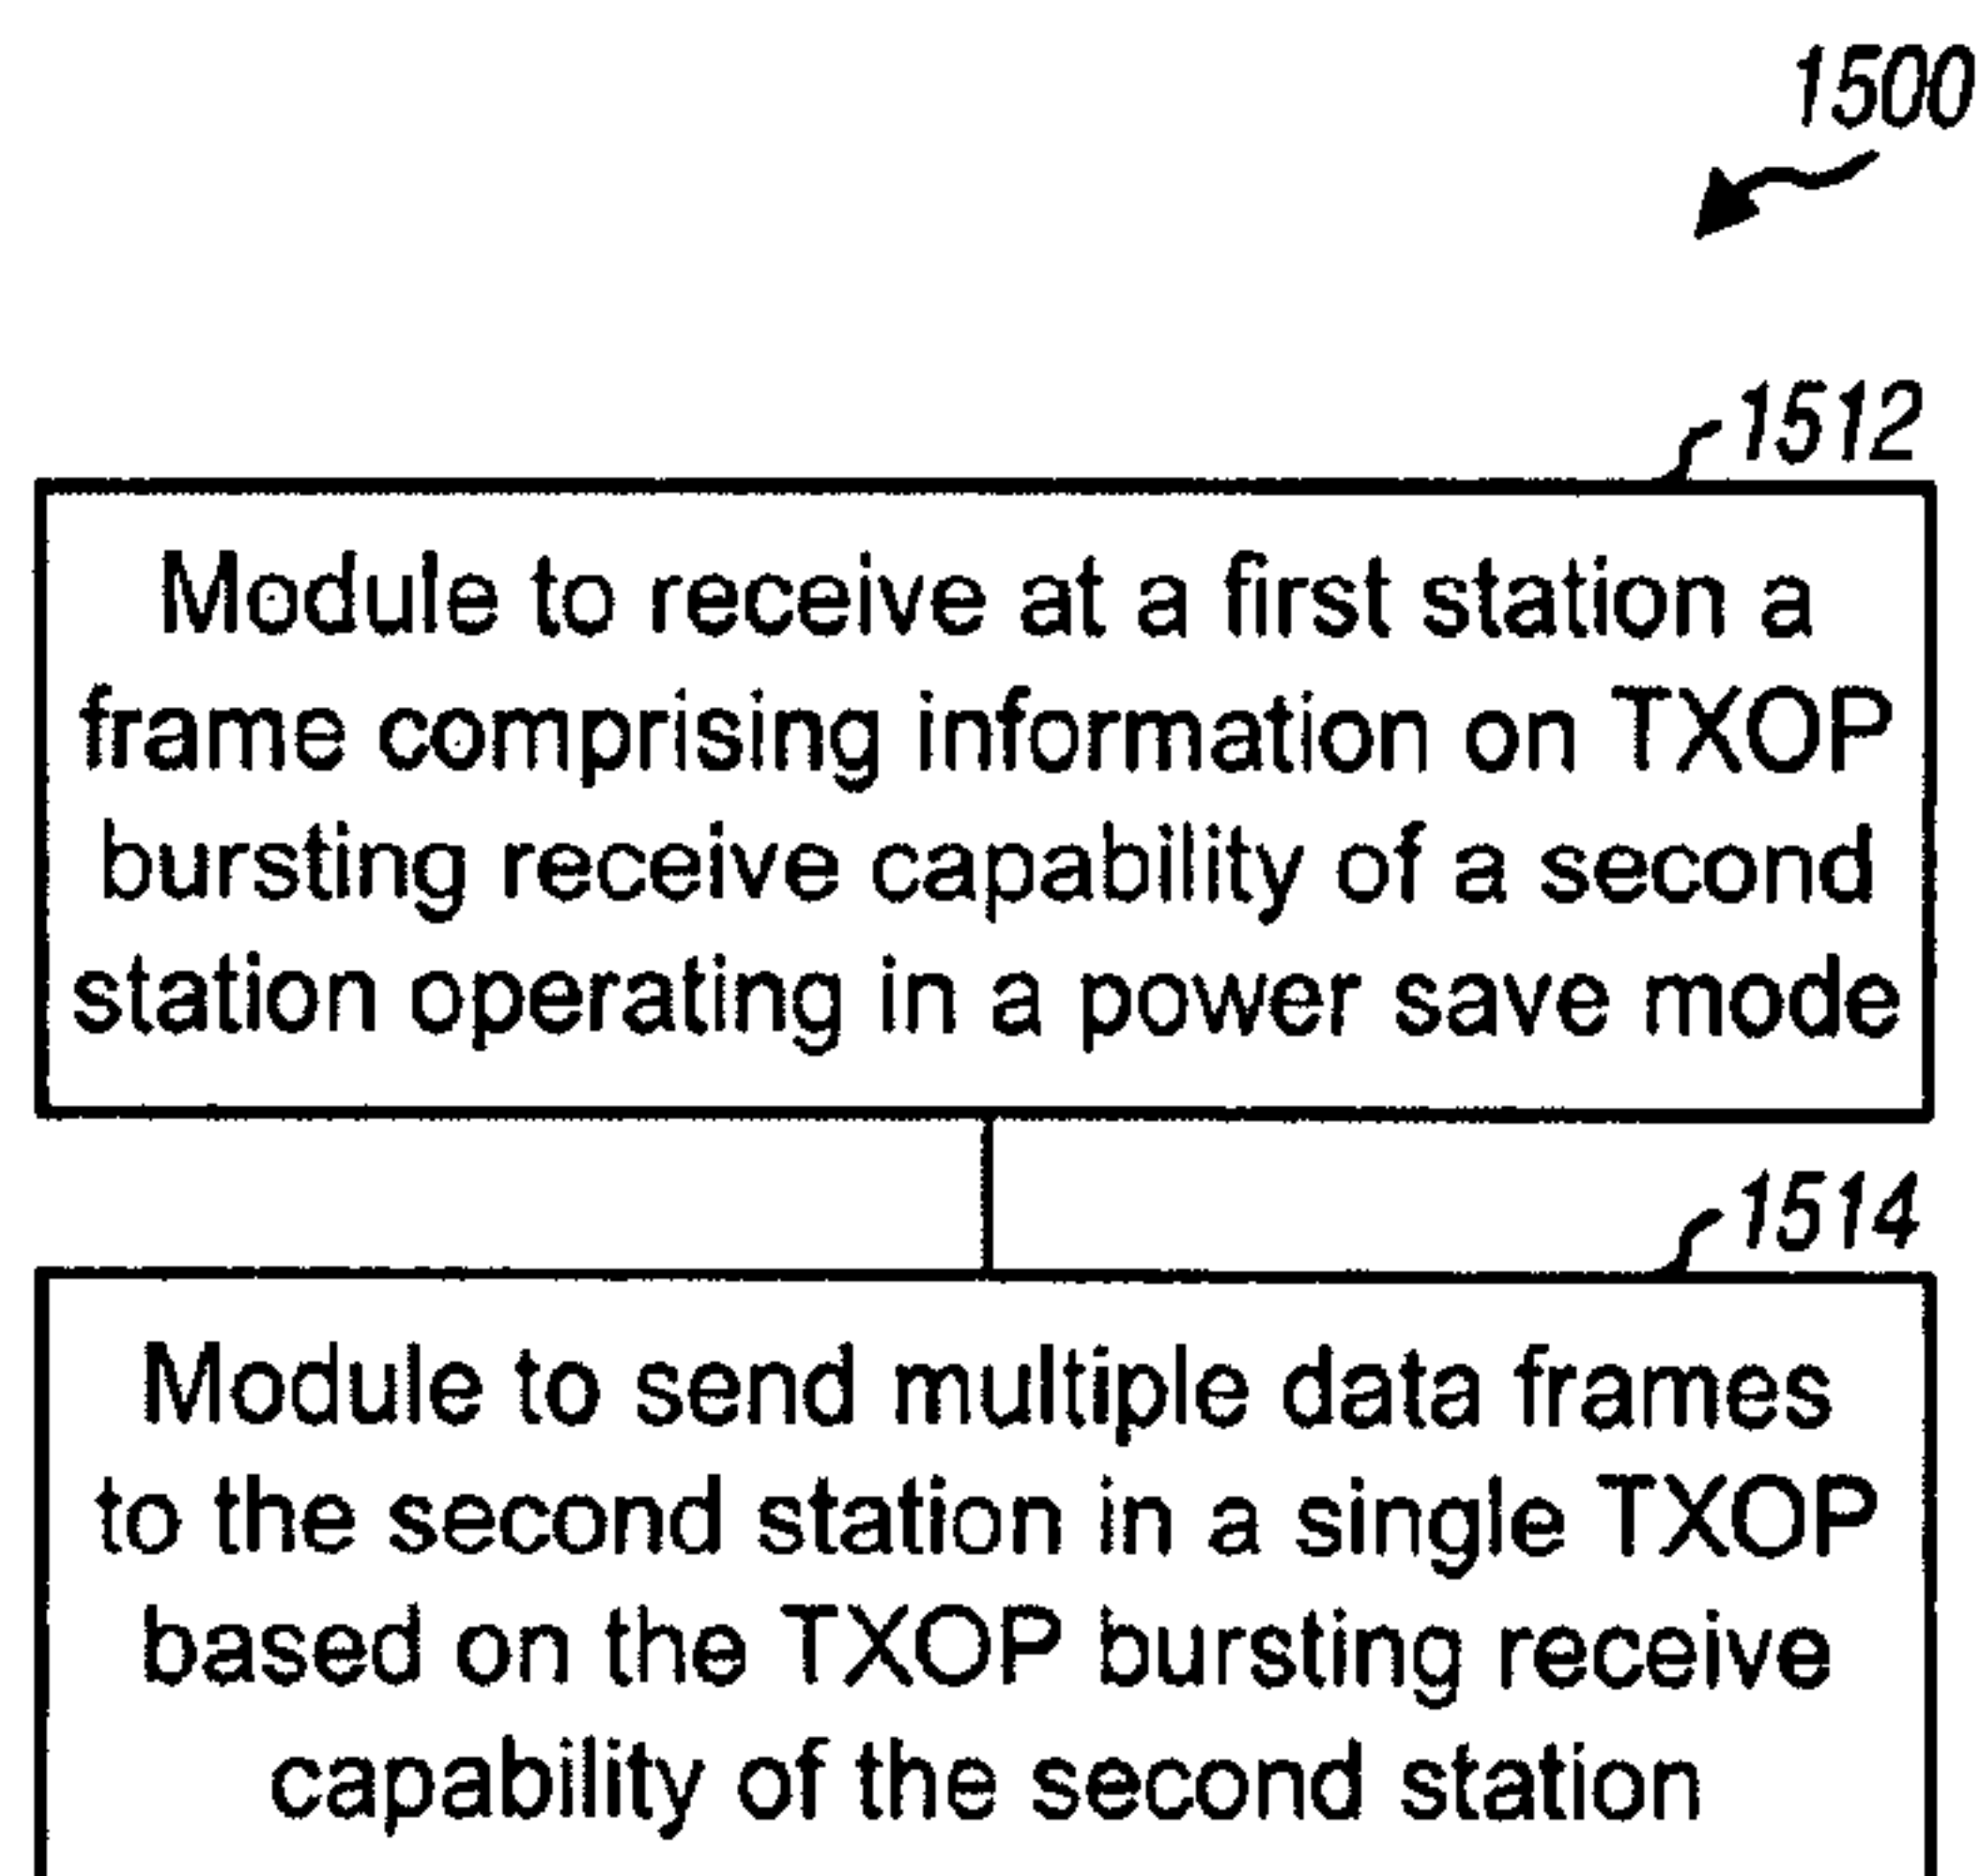 1500
1512
Module to receive at a first station a
frame comprising information on TXOP
bursting receive capability of a second
station operating in a power save mode
1514
Module to send multiple data frames
to the second station in a single TXOP
based on the TXOP bursting receive
capability of the second station